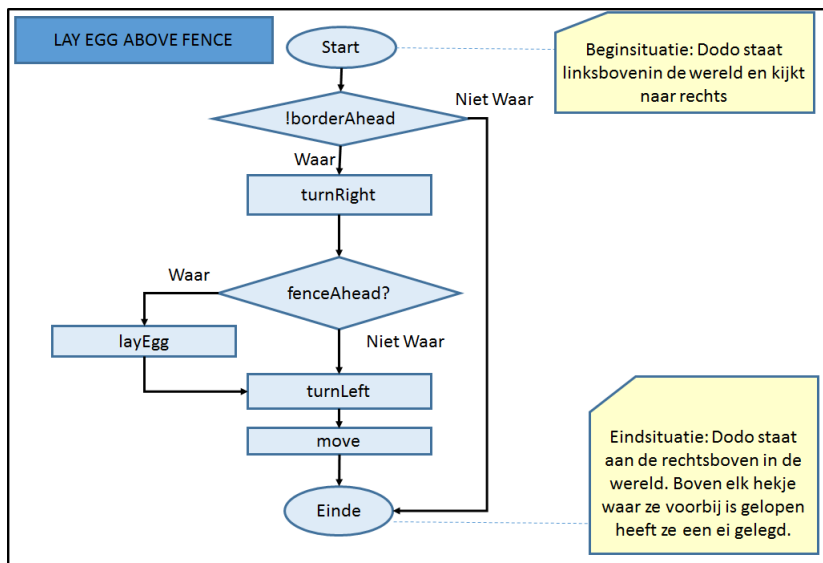 LAY EGG ABOVE FENCE
Start
Beginsituatie: Dodo staat
linksbovenin de wereld en kijkt
naar rechts
Niet Waar
!borderAhead
Waar
turnRight
Waar
fenceAhead?
layEgg
Niet Waar
turnLeft
move
Einde
Eindsituatie: Dodo staat
aan de rechtsboven in de
wereld. Boven elk hekje
waar ze voorbij is gelopen
heeft ze een ei gelegd.